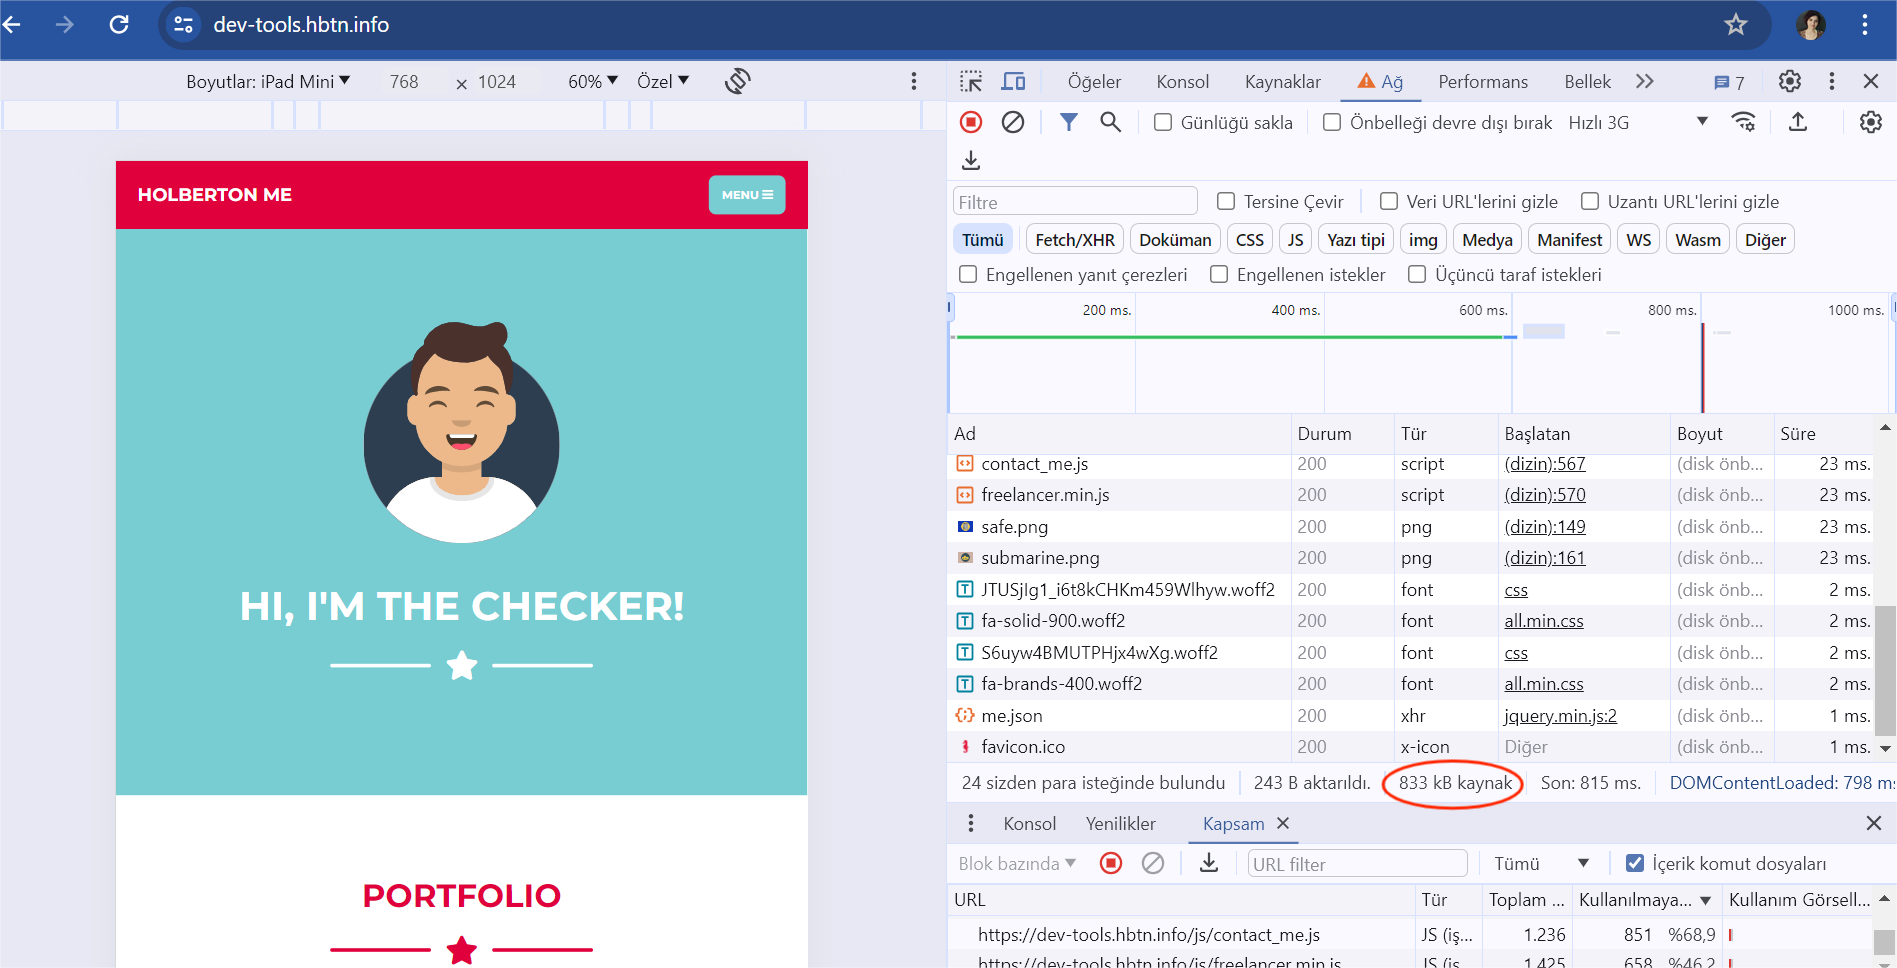 dev-tools.hbtn.info
Boyutlar: iPad Mini 768 x 1024 60% Özel
Öğeler Konsol Kaynaklar Ağ Performans Bellek 7
Günlüğü sakla Önbelleği devre dışı bırak Hızlı 3G
Filtre Tersine Çevir Veri URL'lerini gizle Uzantı URL'lerini gizle
Tümü Fetch/XHR Doküman CSS JS Yazı tipi img Medya Manifest WS Wasm Diğer
Engellenen yanıt çerezleri Engellenen istekler Üçüncü taraf istekleri
200 ms. 400 ms. 600 ms. 800 ms. 1000 ms.
Ad Durum Tür Başlatan Boyut Süre
contact_me.js 200 script (dizin):567 (disk önb... 23 ms.
freelancer.min.js 200 script (dizin):570 (disk önb... 23 ms.
safe.png 200 png (dizin):149 (disk önb... 23 ms.
submarine.png 200 png (dizin):161 (disk önb... 23 ms.
JTUSjIg1_i6t8kCHKm459Wlhyw.woff2 200 font css (disk önb... 2 ms.
fa-solid-900.woff2 200 font all.min.css (disk önb... 2 ms.
S6uyw4BMUTPHjx4wXg.woff2 200 font css (disk önb... 2 ms.
fa-brands-400.woff2 200 font all.min.css (disk önb... 2 ms.
me.json 200 xhr jquery.min.js:2 (disk önb... 1 ms.
favicon.ico 200 x-icon Diğer (disk önb... 1 ms.
24 sizden para isteğinde bulundu 243 B aktarıldı. 833 kB kaynak Son: 815 ms. DOMContentLoaded: 798 ms
Konsol Yenilikler Kapsam
Blok bazında URL filter Tümü İçerik komut dosyaları
URL Tür Toplam ... Kullanılmaya... Kullanım Görsell...
https://dev-tools.hbtn.info/js/contact_me.js JS (iş... 1.236 851 %68,9
https://dev-tools.hbtn.info/js/freelancer.min.js JS (iş... 1.425 658 %46,2
HOLBERTON ME MENU
HI, I'M THE CHECKER!
PORTFOLIO